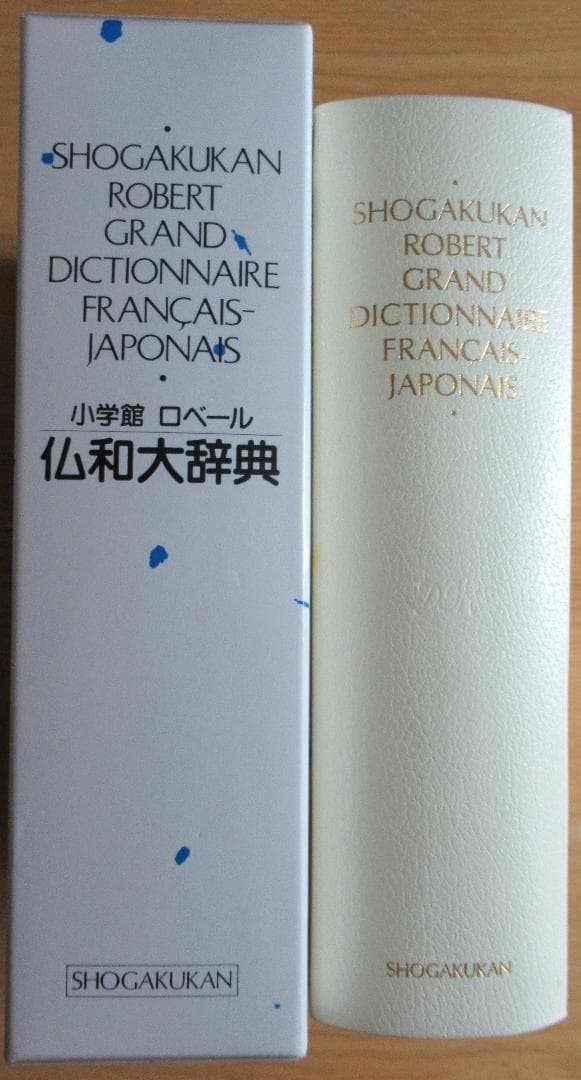 SHOGAKUKAN
ROBERT
GRAND
DICTIONNAIRE
FRANÇAIS-
JAPONAIS
小学館 ロベール
仏和大辞典
SHOGAKUKAN
SHOGAKUKAN
ROBERT
GRAND
DICTIONNAIRE
FRANÇAIS-
JAPONAIS
SHOGAKUKAN